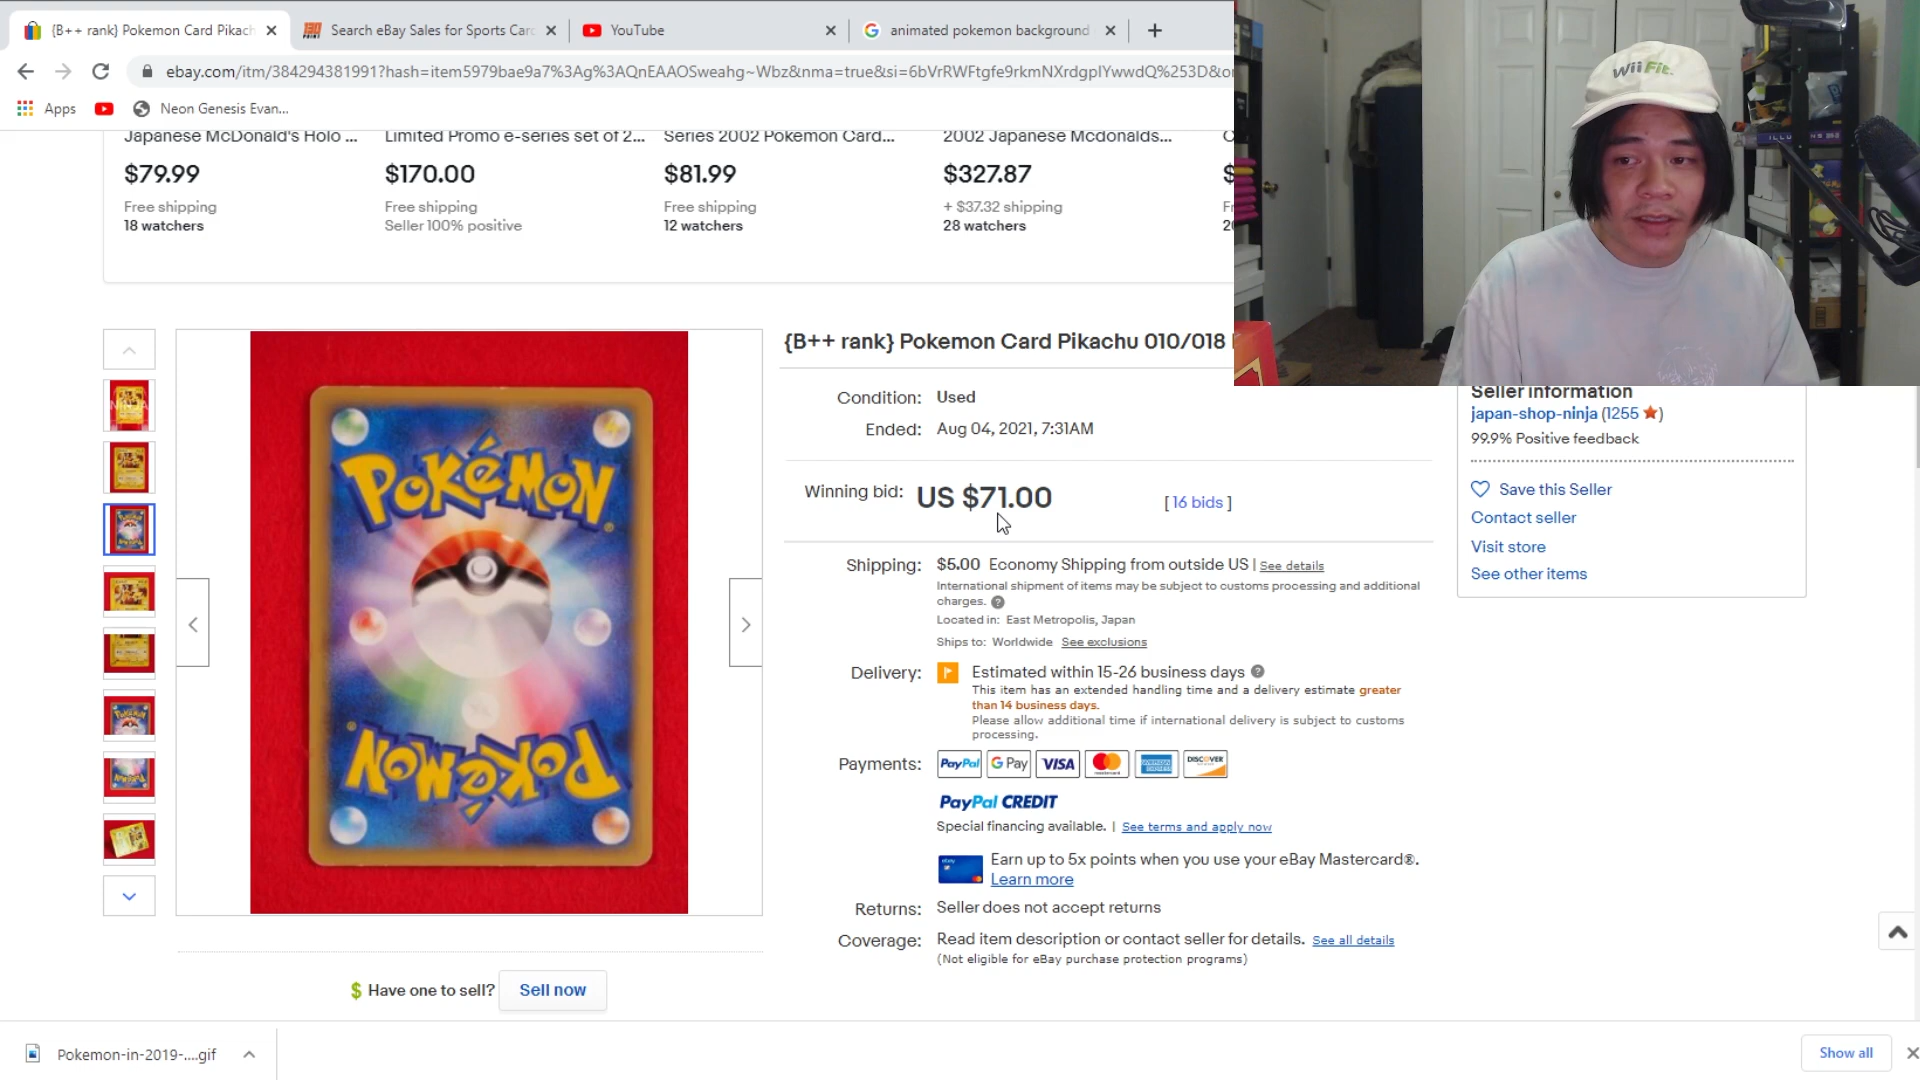 {B++ rank} Pokemon Card Pikach
Search eBay Sales for Sports Car
YouTube
animated pokemon background
ebay.com/itm/384294381991?hash=item5979bae9a7%3Ag%3AQnEAAOSweahg~Wbz&nma=true&si=6bVrRWFtgfe9rkmNXrdgplYwwdQ%253D&or
Apps
Neon Genesis Evan...
Japanese McDonald's Holo ...
Limited Promo e-series set of 2...
Series 2002 Pokemon Card...
2002 Japanese Mcdonalds...
$79.99
$170.00
$81.99
$327.87
$
Free shipping
Free shipping
Free shipping
+ $37.32 shipping
18 watchers
Seller 100% positive
12 watchers
28 watchers
Wii Fit.
{B++ rank} Pokemon Card Pikachu 010/018
Condition: Used
Ended: Aug 04, 2021, 7:31AM
Winning bid: US $71.00 [ 16 bids ]
Shipping: $5.00 Economy Shipping from outside US | See details
International shipment of items may be subject to customs processing and additional
charges.
Located in: East Metropolis, Japan
Ships to: Worldwide See exclusions
Delivery: Estimated within 15-26 business days
This item has an extended handling time and a delivery estimate greater
than 14 business days.
Please allow additional time if international delivery is subject to customs
processing.
Payments: PayPal G Pay VISA mastercard AMERICAN EXPRESS DISCOVER
PayPal CREDIT
Special financing available. | See terms and apply now
ebay
Earn up to 5x points when you use your eBay Mastercard®.
Learn more
Returns: Seller does not accept returns
Coverage: Read item description or contact seller for details. See all details
(Not eligible for eBay purchase protection programs)
Seller information
japan-shop-ninja (1255 )
99.9% Positive feedback
Save this Seller
Contact seller
Visit store
See other items
POKéMON
POKéMON
$ Have one to sell? Sell now
Pokemon-in-2019-....gif
Show all